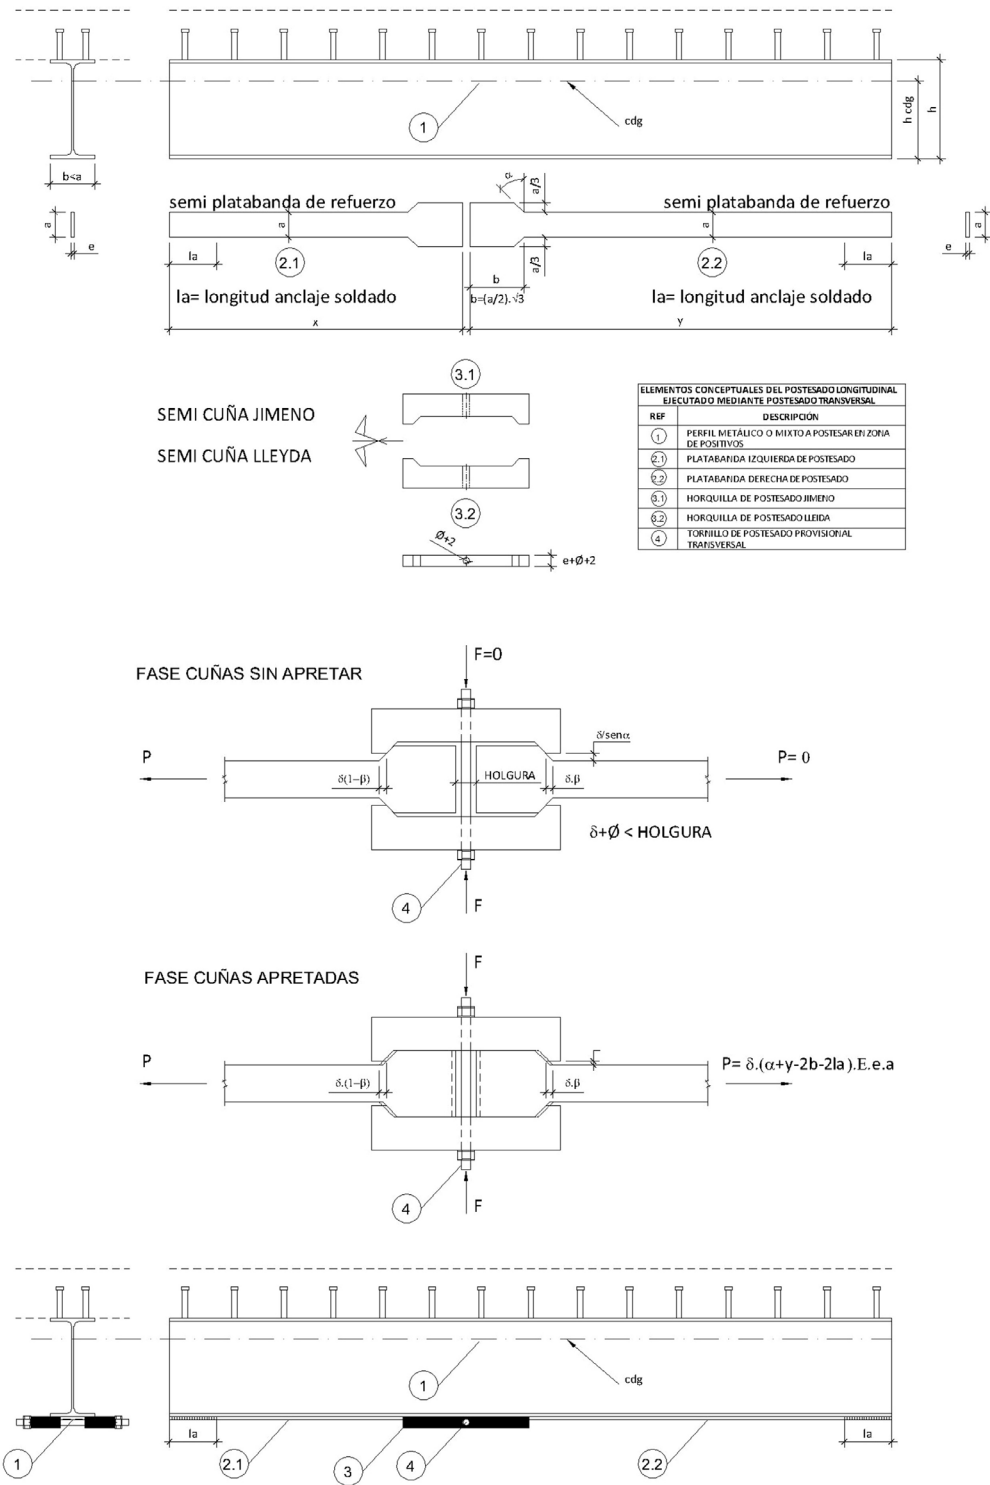 1
cdg
h cdg
h
b<a
semi platabanda de refuerzo
semi platabanda de refuerzo
α
a/3
a
e
a
a
a
e
la
2.1
a/3
b
b=(a/2).√3
2.2
la
la= longitud anclaje soldado
la= longitud anclaje soldado
x
y
3.1
SEMI CUÑA JIMENO
SEMI CUÑA LLEYDA
3.2
Ø+2
e+Ø+2
ELEMENTOS CONCEPTUALES DEL POSTESADO LONGITUDINAL
EJECUTADO MEDIANTE POSTESADO TRANSVERSAL
REF DESCRIPCIÓN
1 PERFIL METÁLICO O MIXTO A POSTESAR EN ZONA
DE POSITIVOS
2.1 PLATABANDA IZQUIERDA DE POSTESADO
2.2 PLATABANDA DERECHA DE POSTESADO
3.1 HORQUILLA DE POSTESADO JIMENO
3.2 HORQUILLA DE POSTESADO LLEIDA
4 TORNILLO DE POSTESADO PROVISIONAL
TRANSVERSAL
FASE CUÑAS SIN APRETAR
F=0
δ/senα
P
P= 0
δ(1−β)
HOLGURA
δ.β
δ+Ø < HOLGURA
4
F
FASE CUÑAS APRETADAS
F
P
P= δ.(α+y-2b-2la).E.e.a
δ.(1−β)
δ.β
4
F
1
cdg
la
la
1
2.1
3
4
2.2